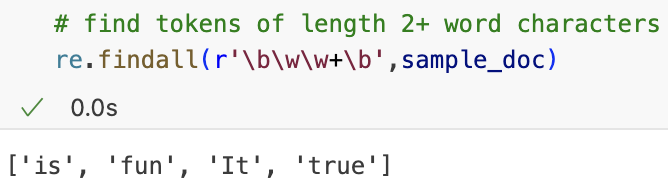 # find tokens of length 2+ word characters
re.findall(r'\b\w\w+\b',sample_doc)
✓ 0.0s
['is', 'fun', 'It', 'true']